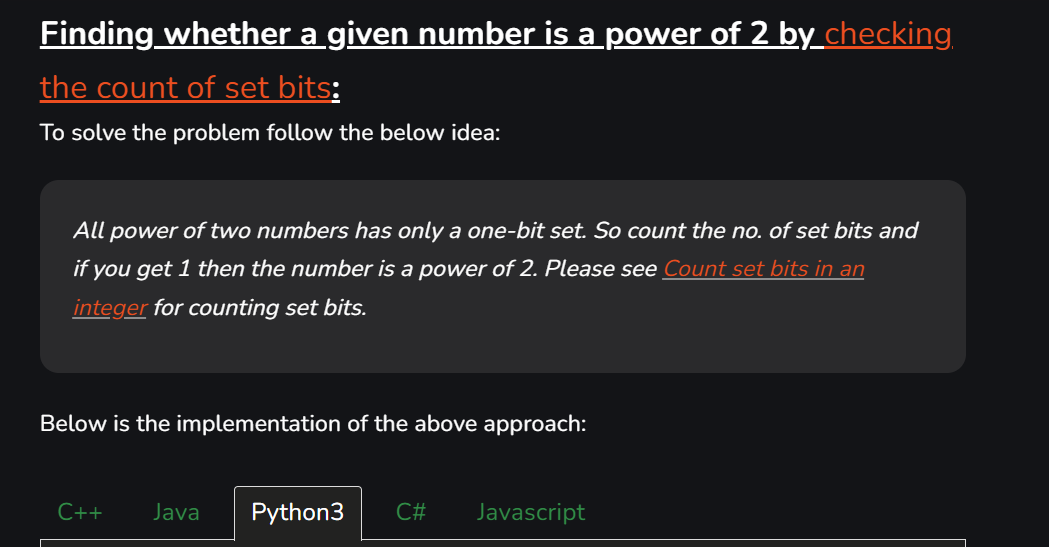 Finding whether a given number is a power of 2 by checking
the count of set bits:
To solve the problem follow the below idea:
All power of two numbers has only a one-bit set. So count the no. of set bits and
if you get 1 then the number is a power of 2. Please see Count set bits in an
integer for counting set bits.
Below is the implementation of the above approach:
C++ Java Python3 C# Javascript